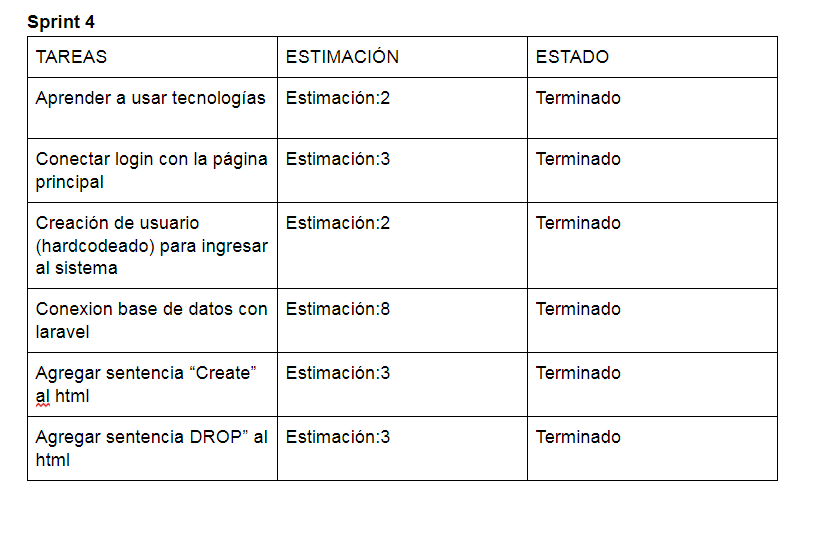 Sprint 4
TAREAS ESTIMACIÓN ESTADO
Aprender a usar tecnologías Estimación:2 Terminado
Conectar login con la página Estimación:3 Terminado
principal
Creación de usuario Estimación:2 Terminado
(hardcodeado) para ingresar
al sistema
Conexion base de datos con Estimación:8 Terminado
laravel
Agregar sentencia “Create” Estimación:3 Terminado
al html
Agregar sentencia DROP” al Estimación:3 Terminado
html